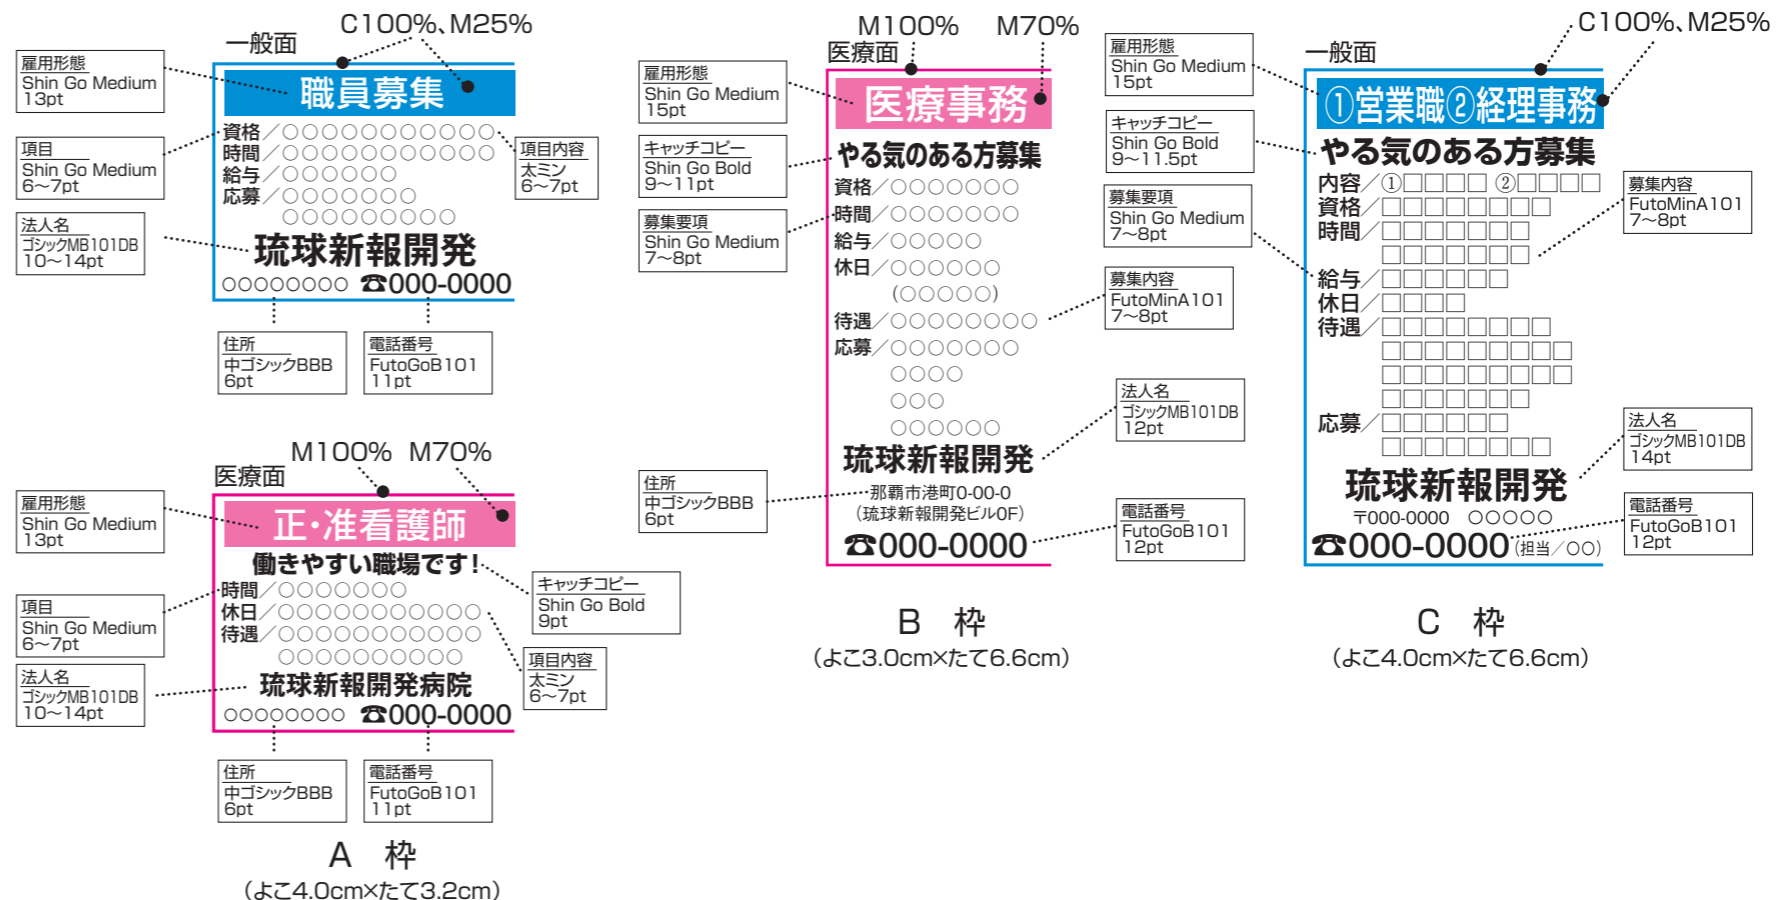 一般面
C100%、M25%
雇用形態
Shin Go Medium
13pt
職員募集
項目
Shin Go Medium
6〜7pt
資格／○○○○○○○○○○○
時間／○○○○○○○○○○○
給与／○○○○○○
応募／○○○○○○○
○○○○○○○○○
項目内容
太ミン
6〜7pt
法人名
ゴシックMB101DB
10〜14pt
琉球新報開発
○○○○○○○○ ☎000-0000
住所
中ゴシックBBB
6pt
電話番号
FutoGoB101
11pt
医療面
M100% M70%
雇用形態
Shin Go Medium
13pt
正・准看護師
働きやすい職場です！
キャッチコピー
Shin Go Bold
9pt
項目
Shin Go Medium
6〜7pt
時間／○○○○○○○
休日／○○○○○○○○○○○
待遇／○○○○○○○○○○○
○○○○○○○○○○
項目内容
太ミン
6〜7pt
法人名
ゴシックMB101DB
10〜14pt
琉球新報開発病院
○○○○○○○○ ☎000-0000
住所
中ゴシックBBB
6pt
電話番号
FutoGoB101
11pt
A 枠
（よこ4.0cm×たて3.2cm）
医療面
M100% M70%
雇用形態
Shin Go Medium
15pt
医療事務
キャッチコピー
Shin Go Bold
9〜11pt
やる気のある方募集
募集要項
Shin Go Medium
7〜8pt
資格／○○○○○○○
時間／○○○○○○○
給与／○○○○○
休日／○○○○○○
（○○○○○）
待遇／○○○○○○○○
応募／○○○○○○○
○○○○
○○○
○○○○○○
募集内容
FutoMinA101
7〜8pt
法人名
ゴシックMB101DB
12pt
琉球新報開発
住所
中ゴシックBBB
6pt
那覇市港町0-00-0
（琉球新報開発ビル0F）
☎000-0000
電話番号
FutoGoB101
12pt
B 枠
（よこ3.0cm×たて6.6cm）
一般面
C100%、M25%
雇用形態
Shin Go Medium
15pt
①営業職②経理事務
キャッチコピー
Shin Go Bold
9〜11.5pt
やる気のある方募集
募集要項
Shin Go Medium
7〜8pt
内容／①□□□□ ②□□□□
資格／□□□□□□□□
時間／□□□□□□□
□□□□□□□
給与／□□□□□□
休日／□□□□
待遇／□□□□□□□□
□□□□□□□□□
□□□□□□□□□
□□□□□□□
応募／□□□□□□
□□□□□□□□
募集内容
FutoMinA101
7〜8pt
法人名
ゴシックMB101DB
14pt
琉球新報開発
〒000-0000 ○○○○○
☎000-0000（担当／○○）
電話番号
FutoGoB101
12pt
C 枠
（よこ4.0cm×たて6.6cm）